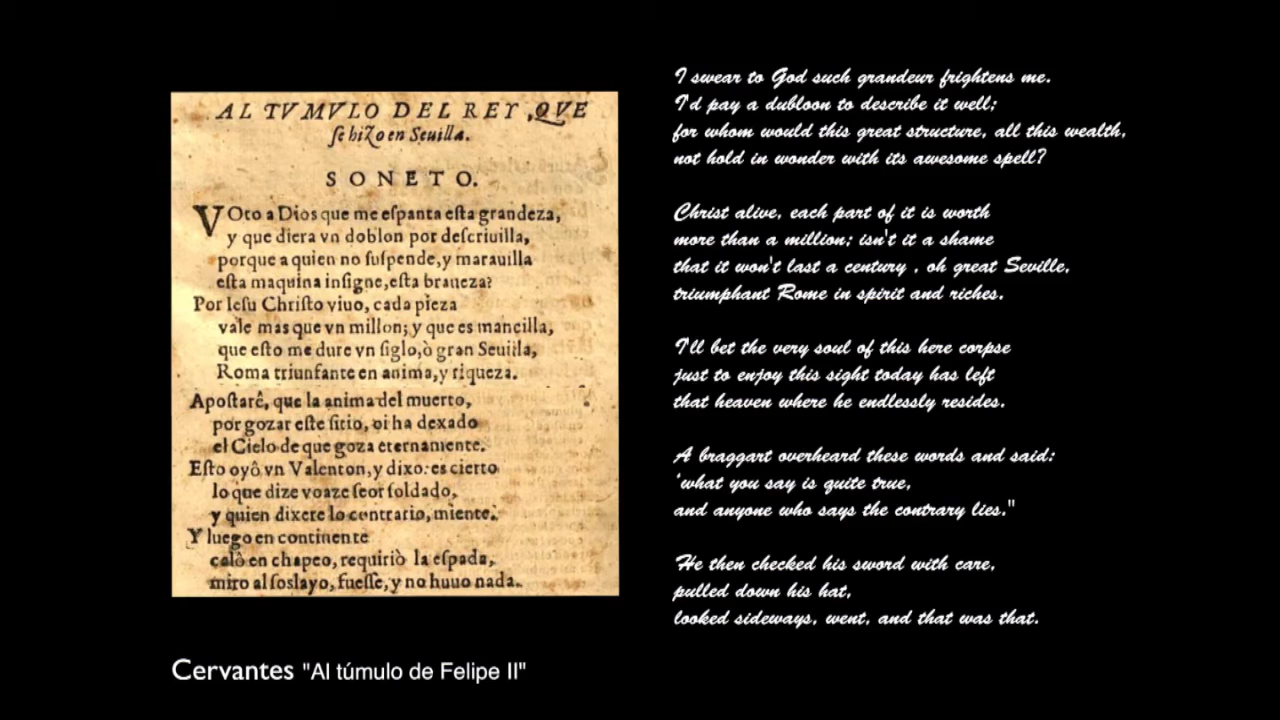 AL TVMVLO DEL REY, QVE
se hizo en Seuilla.
SONETO.
VOto a Dios que me eſpanta eſta grandeza,
y que diera vn doblon por deſcriuilla,
porque a quien no ſuſpende, y marauilla
eſta maquina inſigne, eſta braueza?
Por Ieſu Chriſto viuo, cada pieza
vale mas que vn millon; y que es mancilla,
que eſto me dure vn ſiglo, ò gran Seuilla,
Roma triunfante en anima, y riqueza.
Apoſtarê, que la anima del muerto,
por gozar eſte ſitio, oi ha dexado
el Cielo de que goza eternamente.
Eſto oyô vn Valenton, y dixo: es cierto
lo que dize voaze ſeor ſoldado,
y quien dixere lo contrario, miente.
Y luego en continente
calô en chapeo, requiriò la eſpada,
miro al ſoslayo, fueſſe, y no huuo nada.
Cervantes "Al túmulo de Felipe II"
I swear to God such grandeur frightens me.
I'd pay a dubloon to describe it well;
for whom would this great structure, all this wealth,
not hold in wonder with its awesome spell?
Christ alive, each part of it is worth
more than a million; isn't it a shame
that it won't last a century , oh great Seville,
triumphant Rome in spirit and riches.
I'll bet the very soul of this here corpse
just to enjoy this sight today has left
that heaven where he endlessly resides.
A braggart overheard these words and said:
'what you say is quite true,
and anyone who says the contrary lies."
He then checked his sword with care,
pulled down his hat,
looked sideways, went, and that was that.